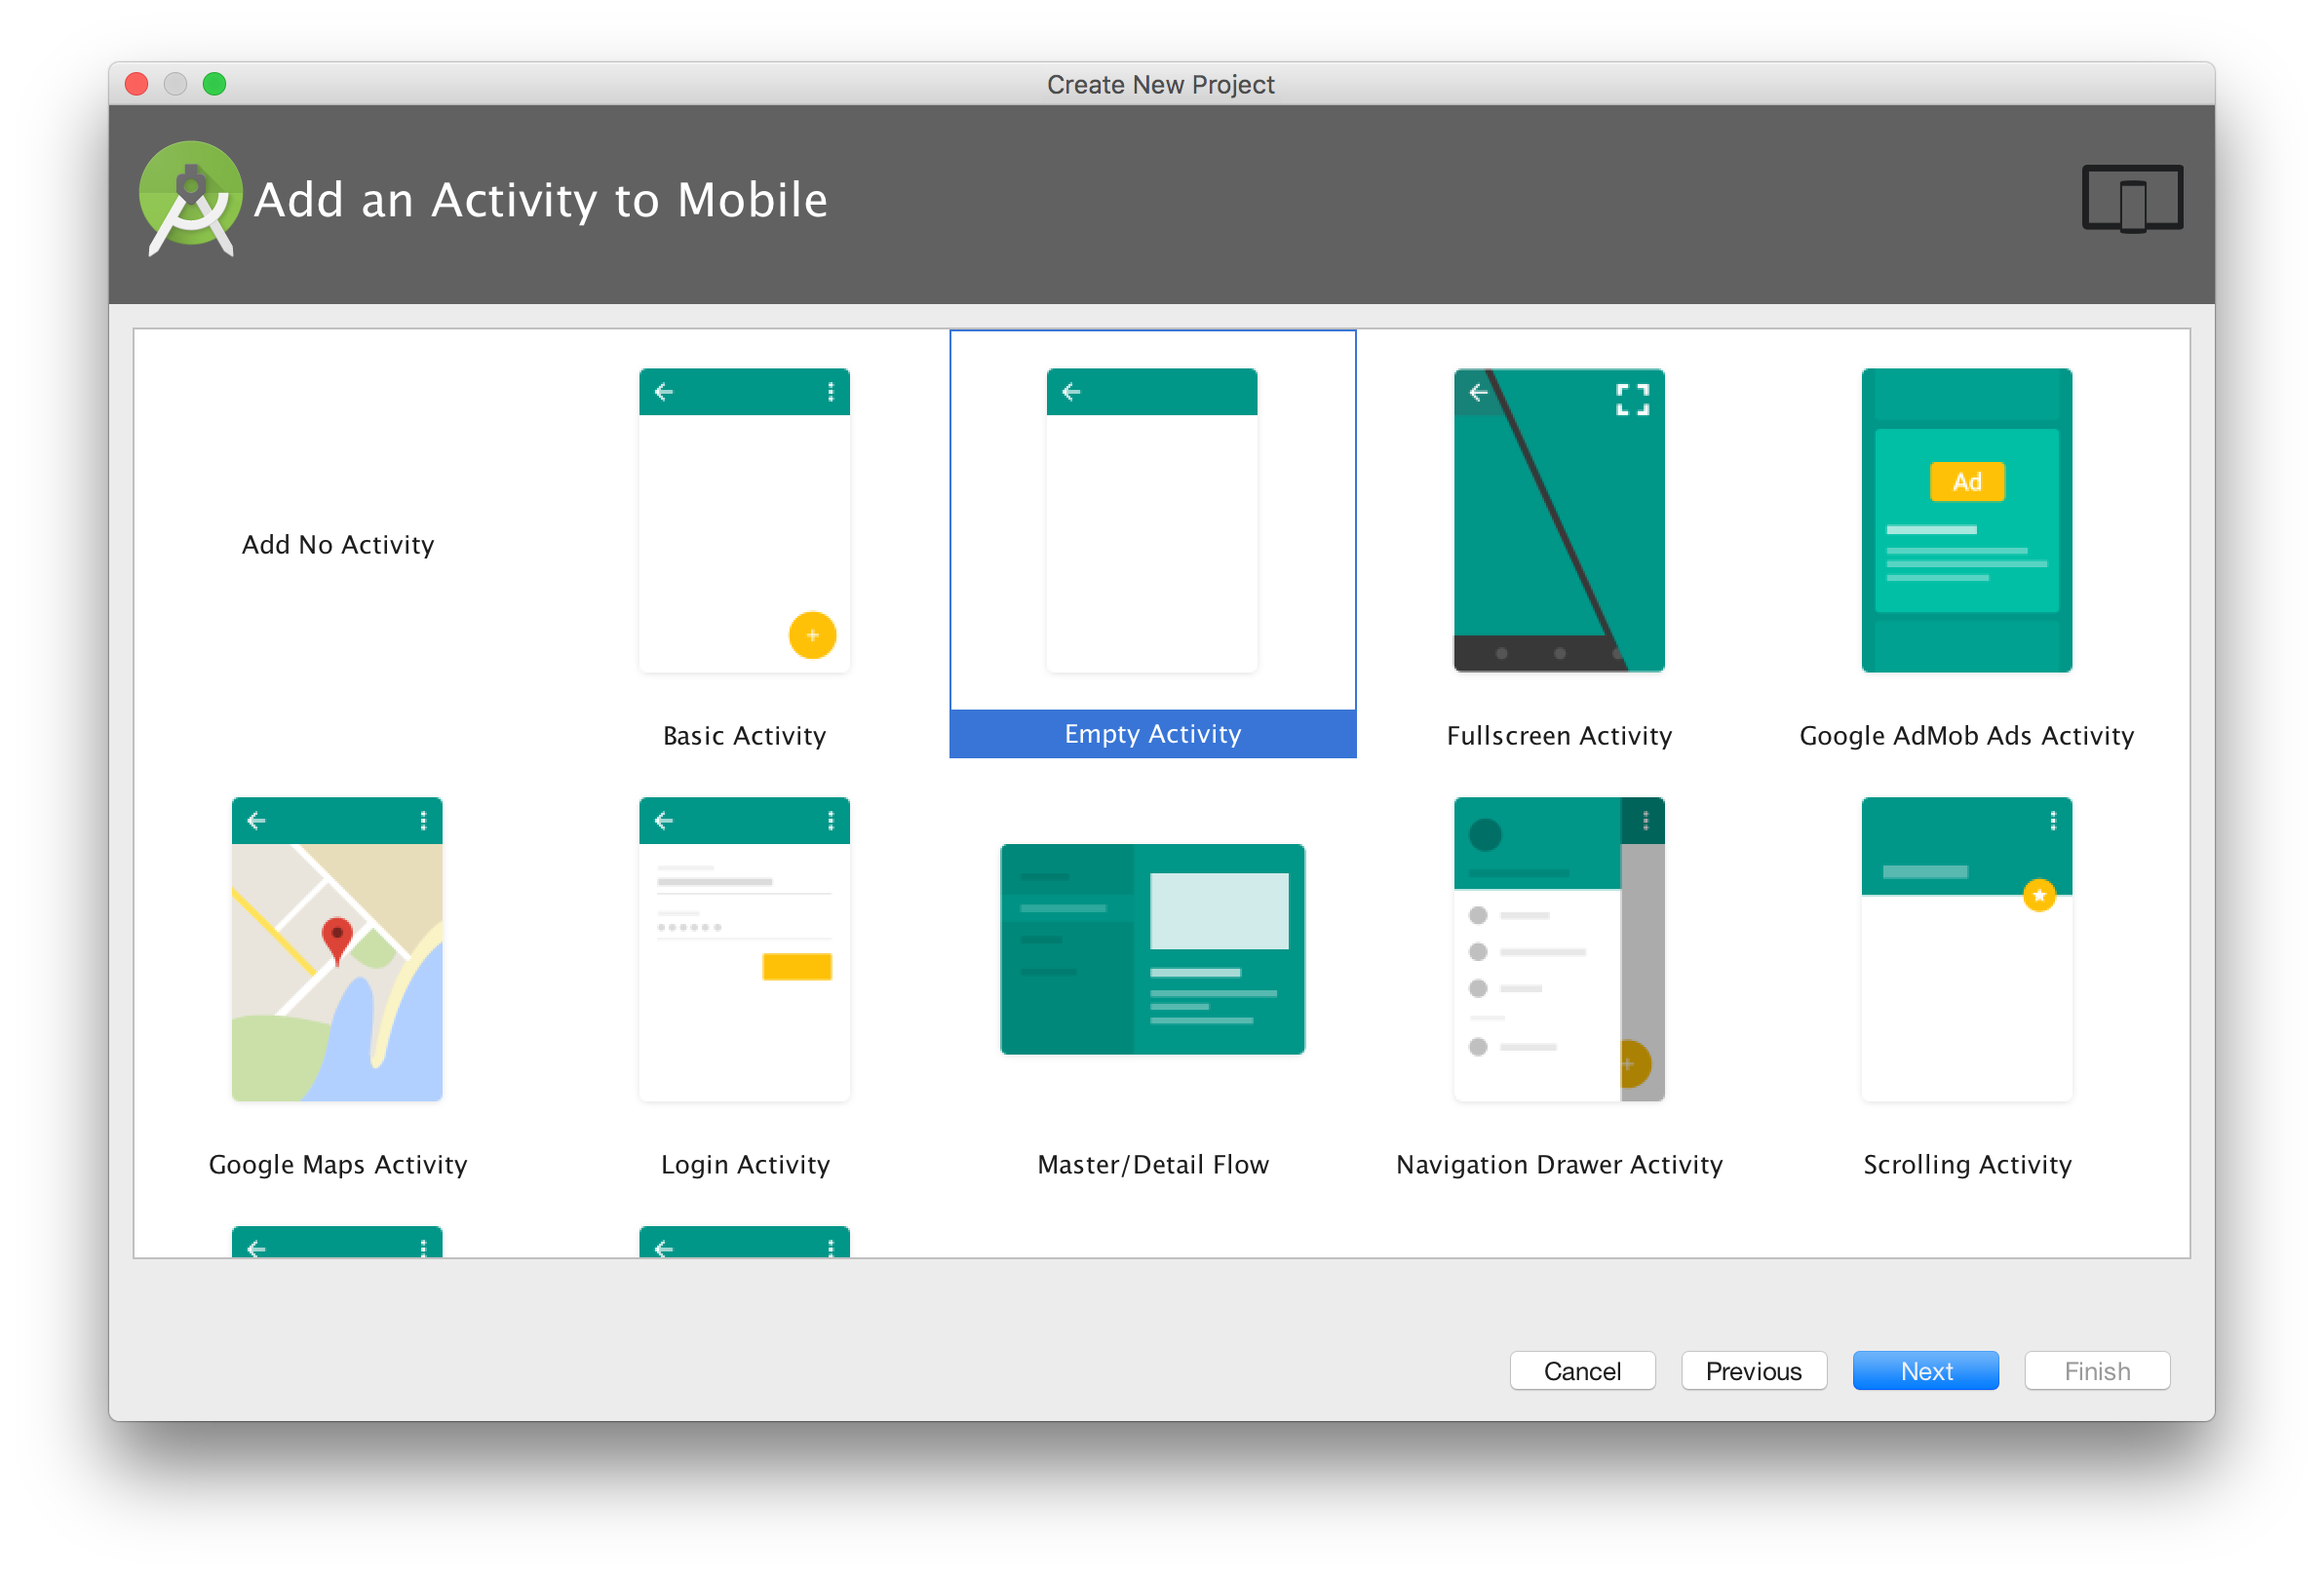 Create New Project
Add an Activity to Mobile
Ad
Add No Activity
Basic Activity
Empty Activity
Fullscreen Activity
Google AdMob Ads Activity
Google Maps Activity
Login Activity
Master/Detail Flow
Navigation Drawer Activity
Scrolling Activity
Cancel
Previous
Next
Finish